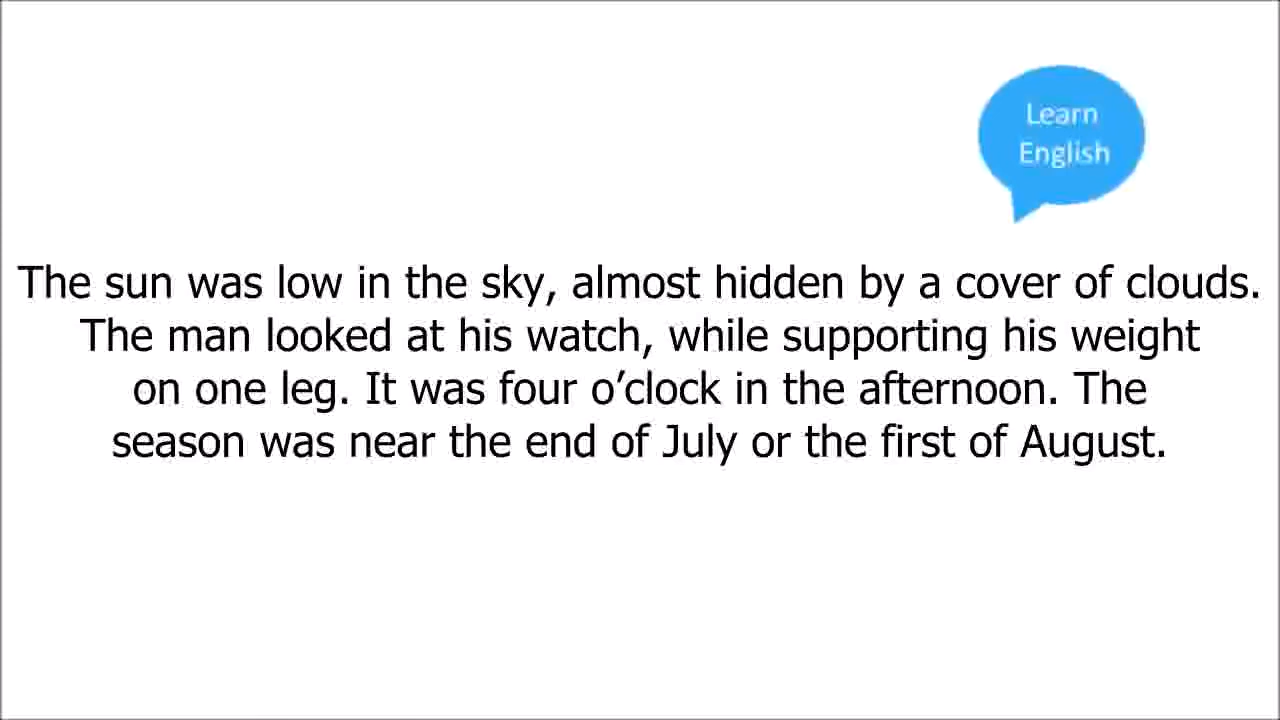 Learn
English
The sun was low in the sky, almost hidden by a cover of clouds.
The man looked at his watch, while supporting his weight
on one leg. It was four o’clock in the afternoon. The
season was near the end of July or the first of August.